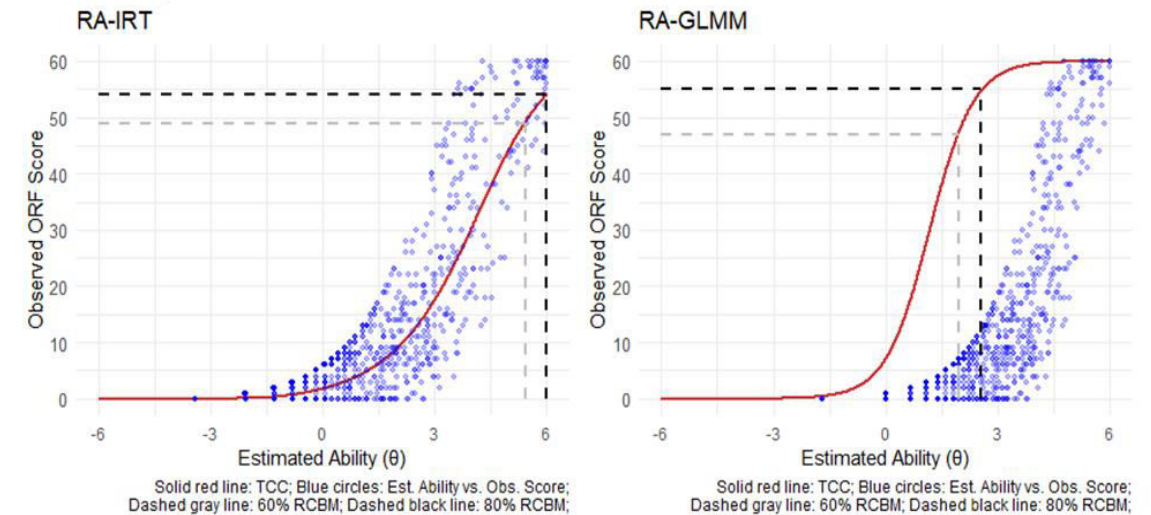 RA-IRT
Observed ORF Score
60
50
40
30
20
10
0
-6
-3
0
3
6
Estimated Ability (θ)
Solid red line: TCC; Blue circles: Est. Ability vs. Obs. Score;
Dashed gray line: 60% RCBM; Dashed black line: 80% RCBM;
RA-GLMM
Observed ORF Score
60
50
40
30
20
10
0
-6
-3
0
3
6
Estimated Ability (θ)
Solid red line: TCC; Blue circles: Est. Ability vs. Obs. Score;
Dashed gray line: 60% RCBM; Dashed black line: 80% RCBM;